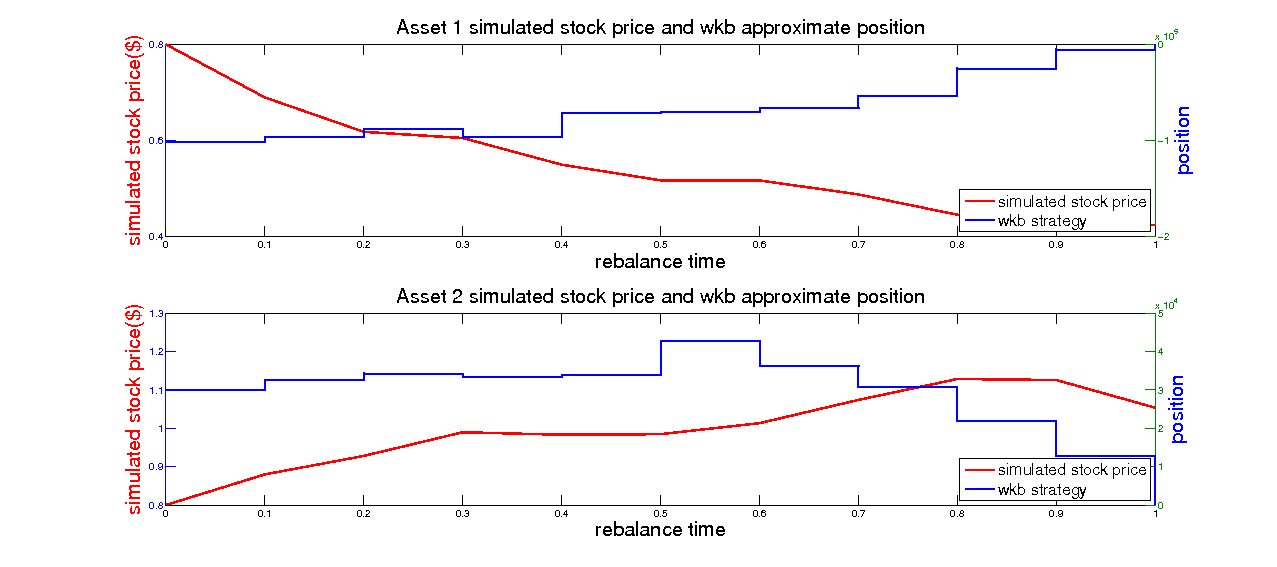 Asset 1 simulated stock price and wkb approximate position
x 10^5
0.8
0.6
0.4
0
-1
-2
simulated stock price($)
position
simulated stock price
wkb strategy
0 0.1 0.2 0.3 0.4 0.5 0.6 0.7 0.8 0.9 1
rebalance time
Asset 2 simulated stock price and wkb approximate position
x 10^4
1.3
1.2
1.1
1
0.9
0.8
5
4
3
2
1
0
simulated stock price($)
position
simulated stock price
wkb strategy
0 0.1 0.2 0.3 0.4 0.5 0.6 0.7 0.8 0.9 1
rebalance time